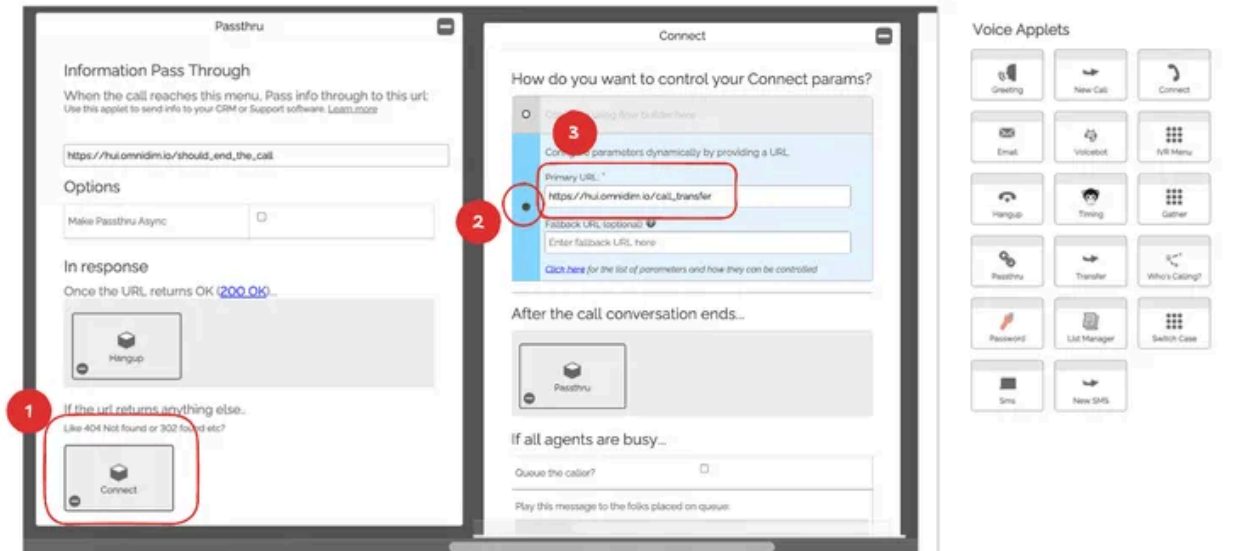 Passthru
Information Pass Through
When the call reaches this menu, Pass info through to this url:
Use this applet to send info to your CRM or Support software. Learn more
https://hui.omnidim.io/should_end_the_call
Options
Make Passthru Async
In response
Once the URL returns OK (200 OK)...
Hangup
1
If the url returns anything else...
Like 404 Not found or 302 found etc?
Connect
Connect
How do you want to control your Connect params?
using flow builder here
3
parameters dynamically by providing a URL
Primary URL: *
https://hui.omnidim.io/call_transfer
2
Fallback URL (optional)
Enter fallback URL here
Click here for the list of parameters and how they can be controlled
After the call conversation ends...
Passthru
If all agents are busy...
Queue the caller?
Play this message to the folks placed on queue:
Voice Applets
Greeting
New Call
Connect
Email
Voicebot
IVR Menu
Hangup
Timing
Gather
Passthru
Transfer
Who's Calling?
Password
List Manager
Switch Case
Sms
New SMS